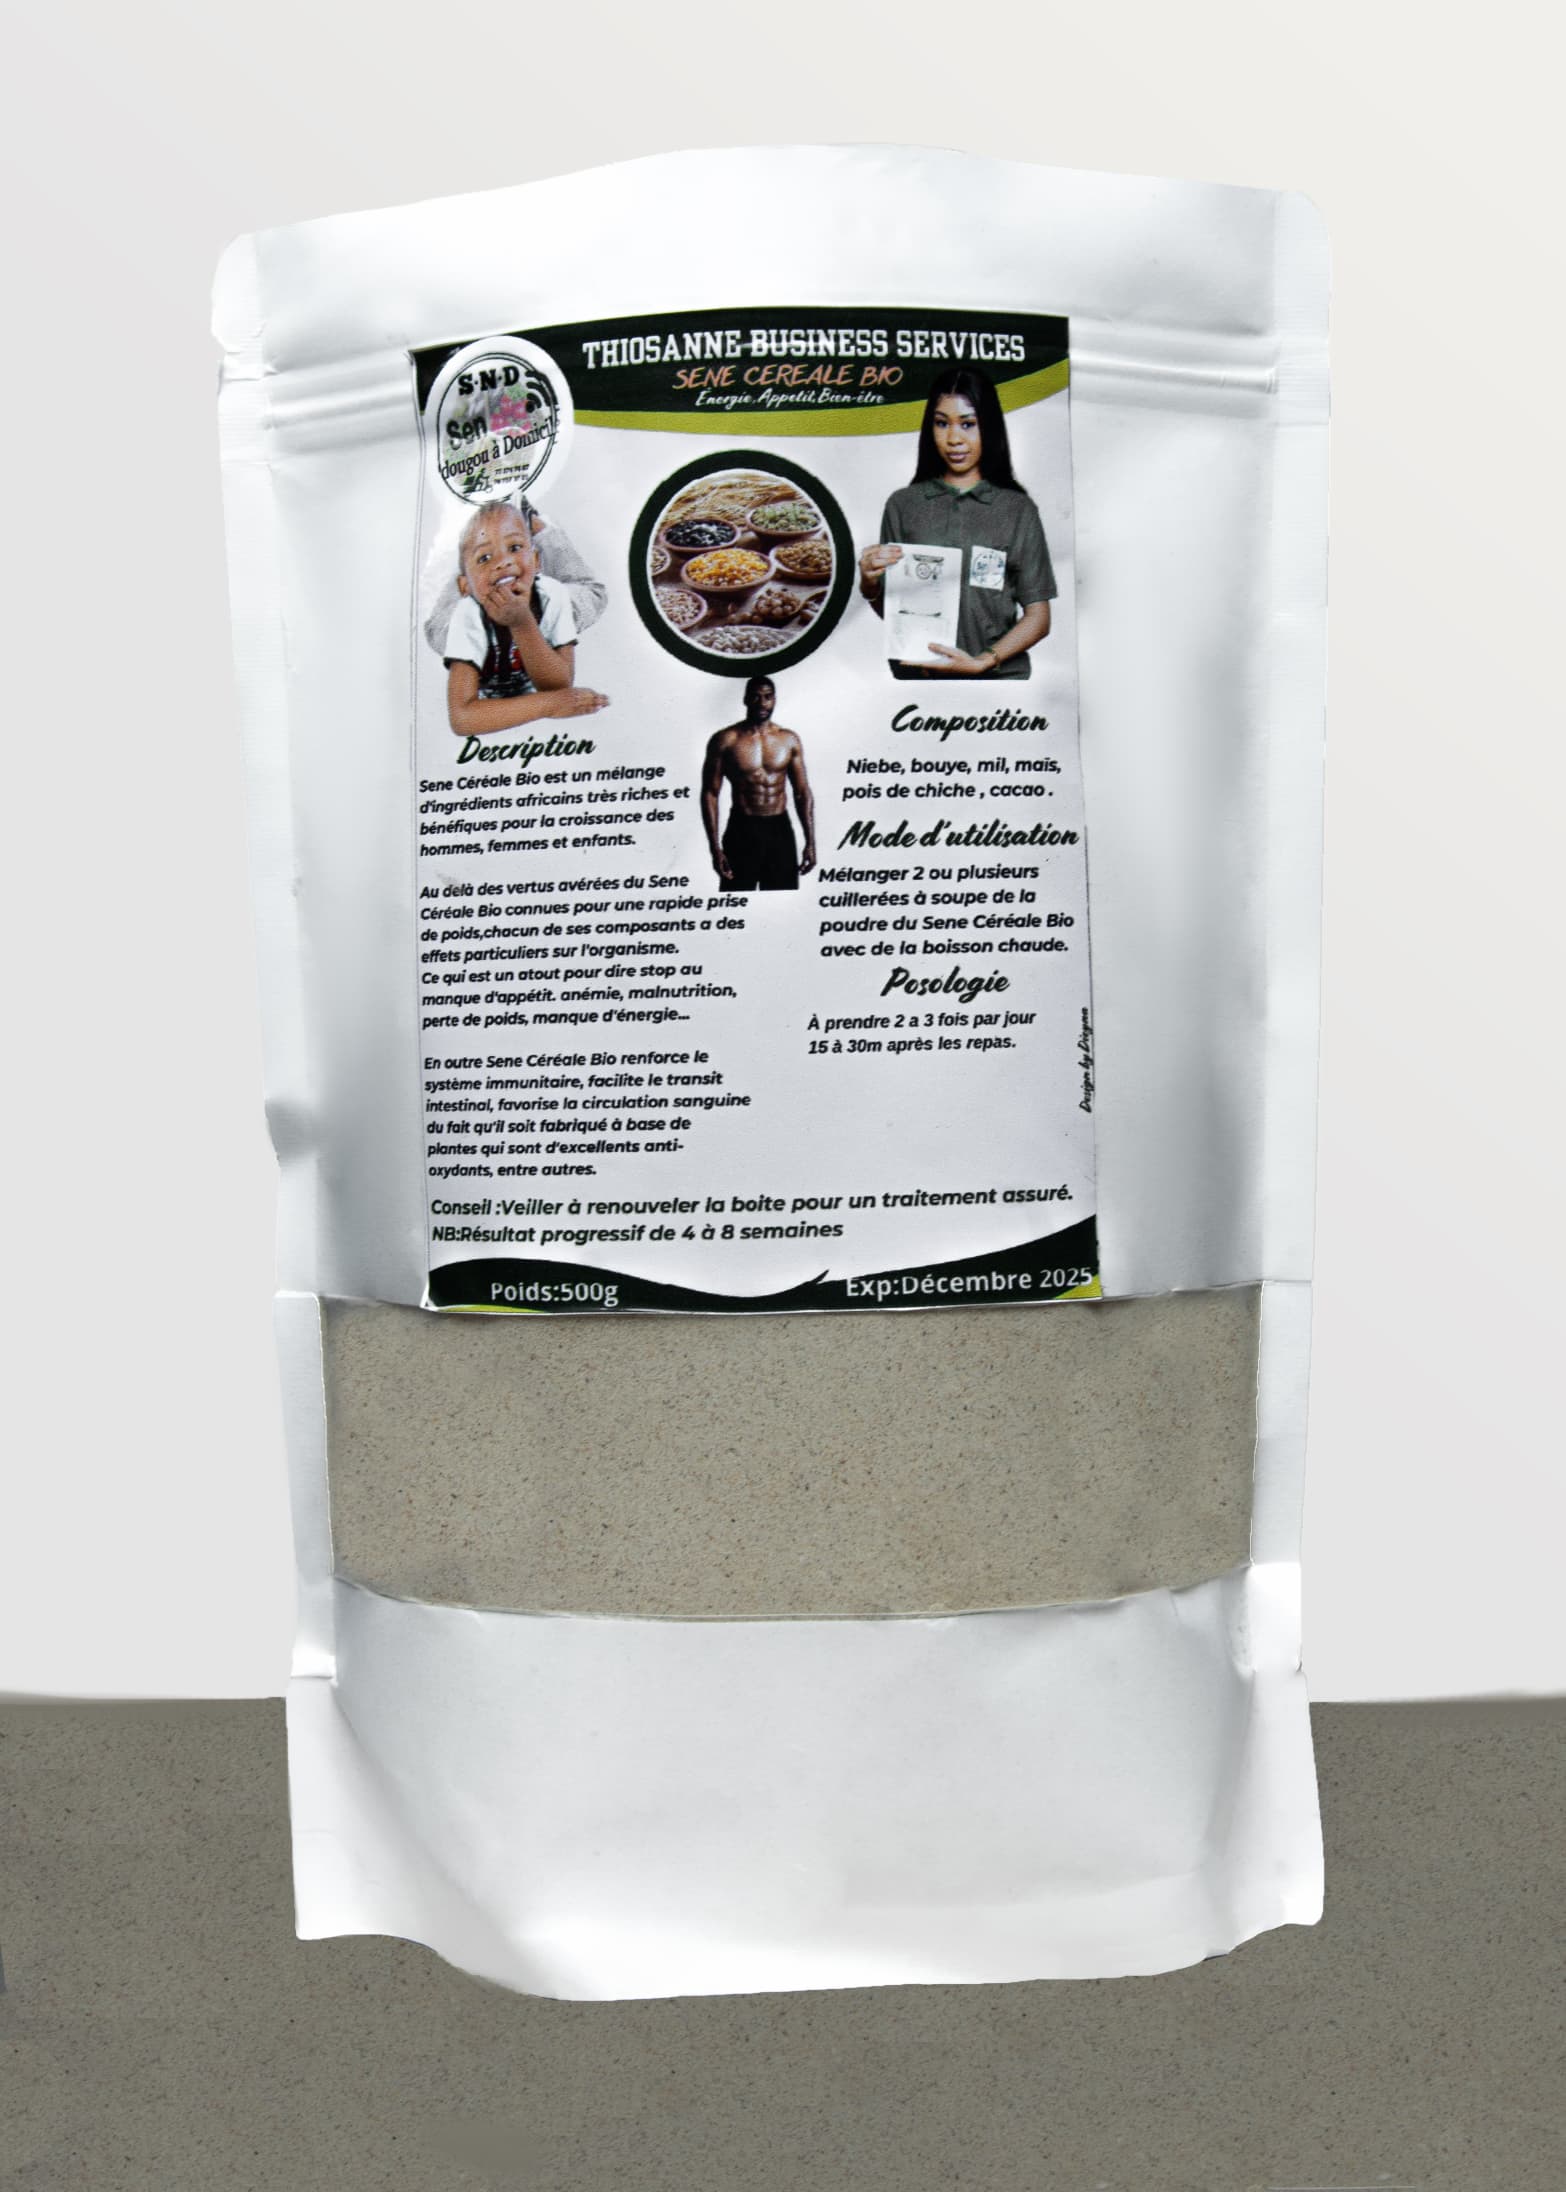 THIOSANNE BUSINESS SERVICES
SENE CEREALE BIO
Énergie, Appetit, Bien-être
S·N·D
Sen
dougou à Domicile
Description
Sene Céréale Bio est un mélange
d'ingrédients africains très riches et
bénéfiques pour la croissance des
hommes, femmes et enfants.
Au delà des vertus avérées du Sene
Céréale Bio connues pour une rapide prise
de poids,chacun de ses composants a des
effets particuliers sur l'organisme.
Ce qui est un atout pour dire stop au
manque d'appétit. anémie, malnutrition,
perte de poids, manque d'énergie...
En outre Sene Céréale Bio renforce le
système immunitaire, facilite le transit
intestinal, favorise la circulation sanguine
du fait qu'il soit fabriqué à base de
plantes qui sont d'excellents anti-
oxydants, entre autres.
Composition
Niebe, bouye, mil, maïs,
pois de chiche , cacao .
Mode d'utilisation
Mélanger 2 ou plusieurs
cuillerées à soupe de la
poudre du Sene Céréale Bio
avec de la boisson chaude.
Posologie
À prendre 2 a 3 fois par jour
15 à 30m après les repas.
Design by Diegna
Conseil :Veiller à renouveler la boite pour un traitement assuré.
NB:Résultat progressif de 4 à 8 semaines
Poids:500g
Exp:Décembre 2025